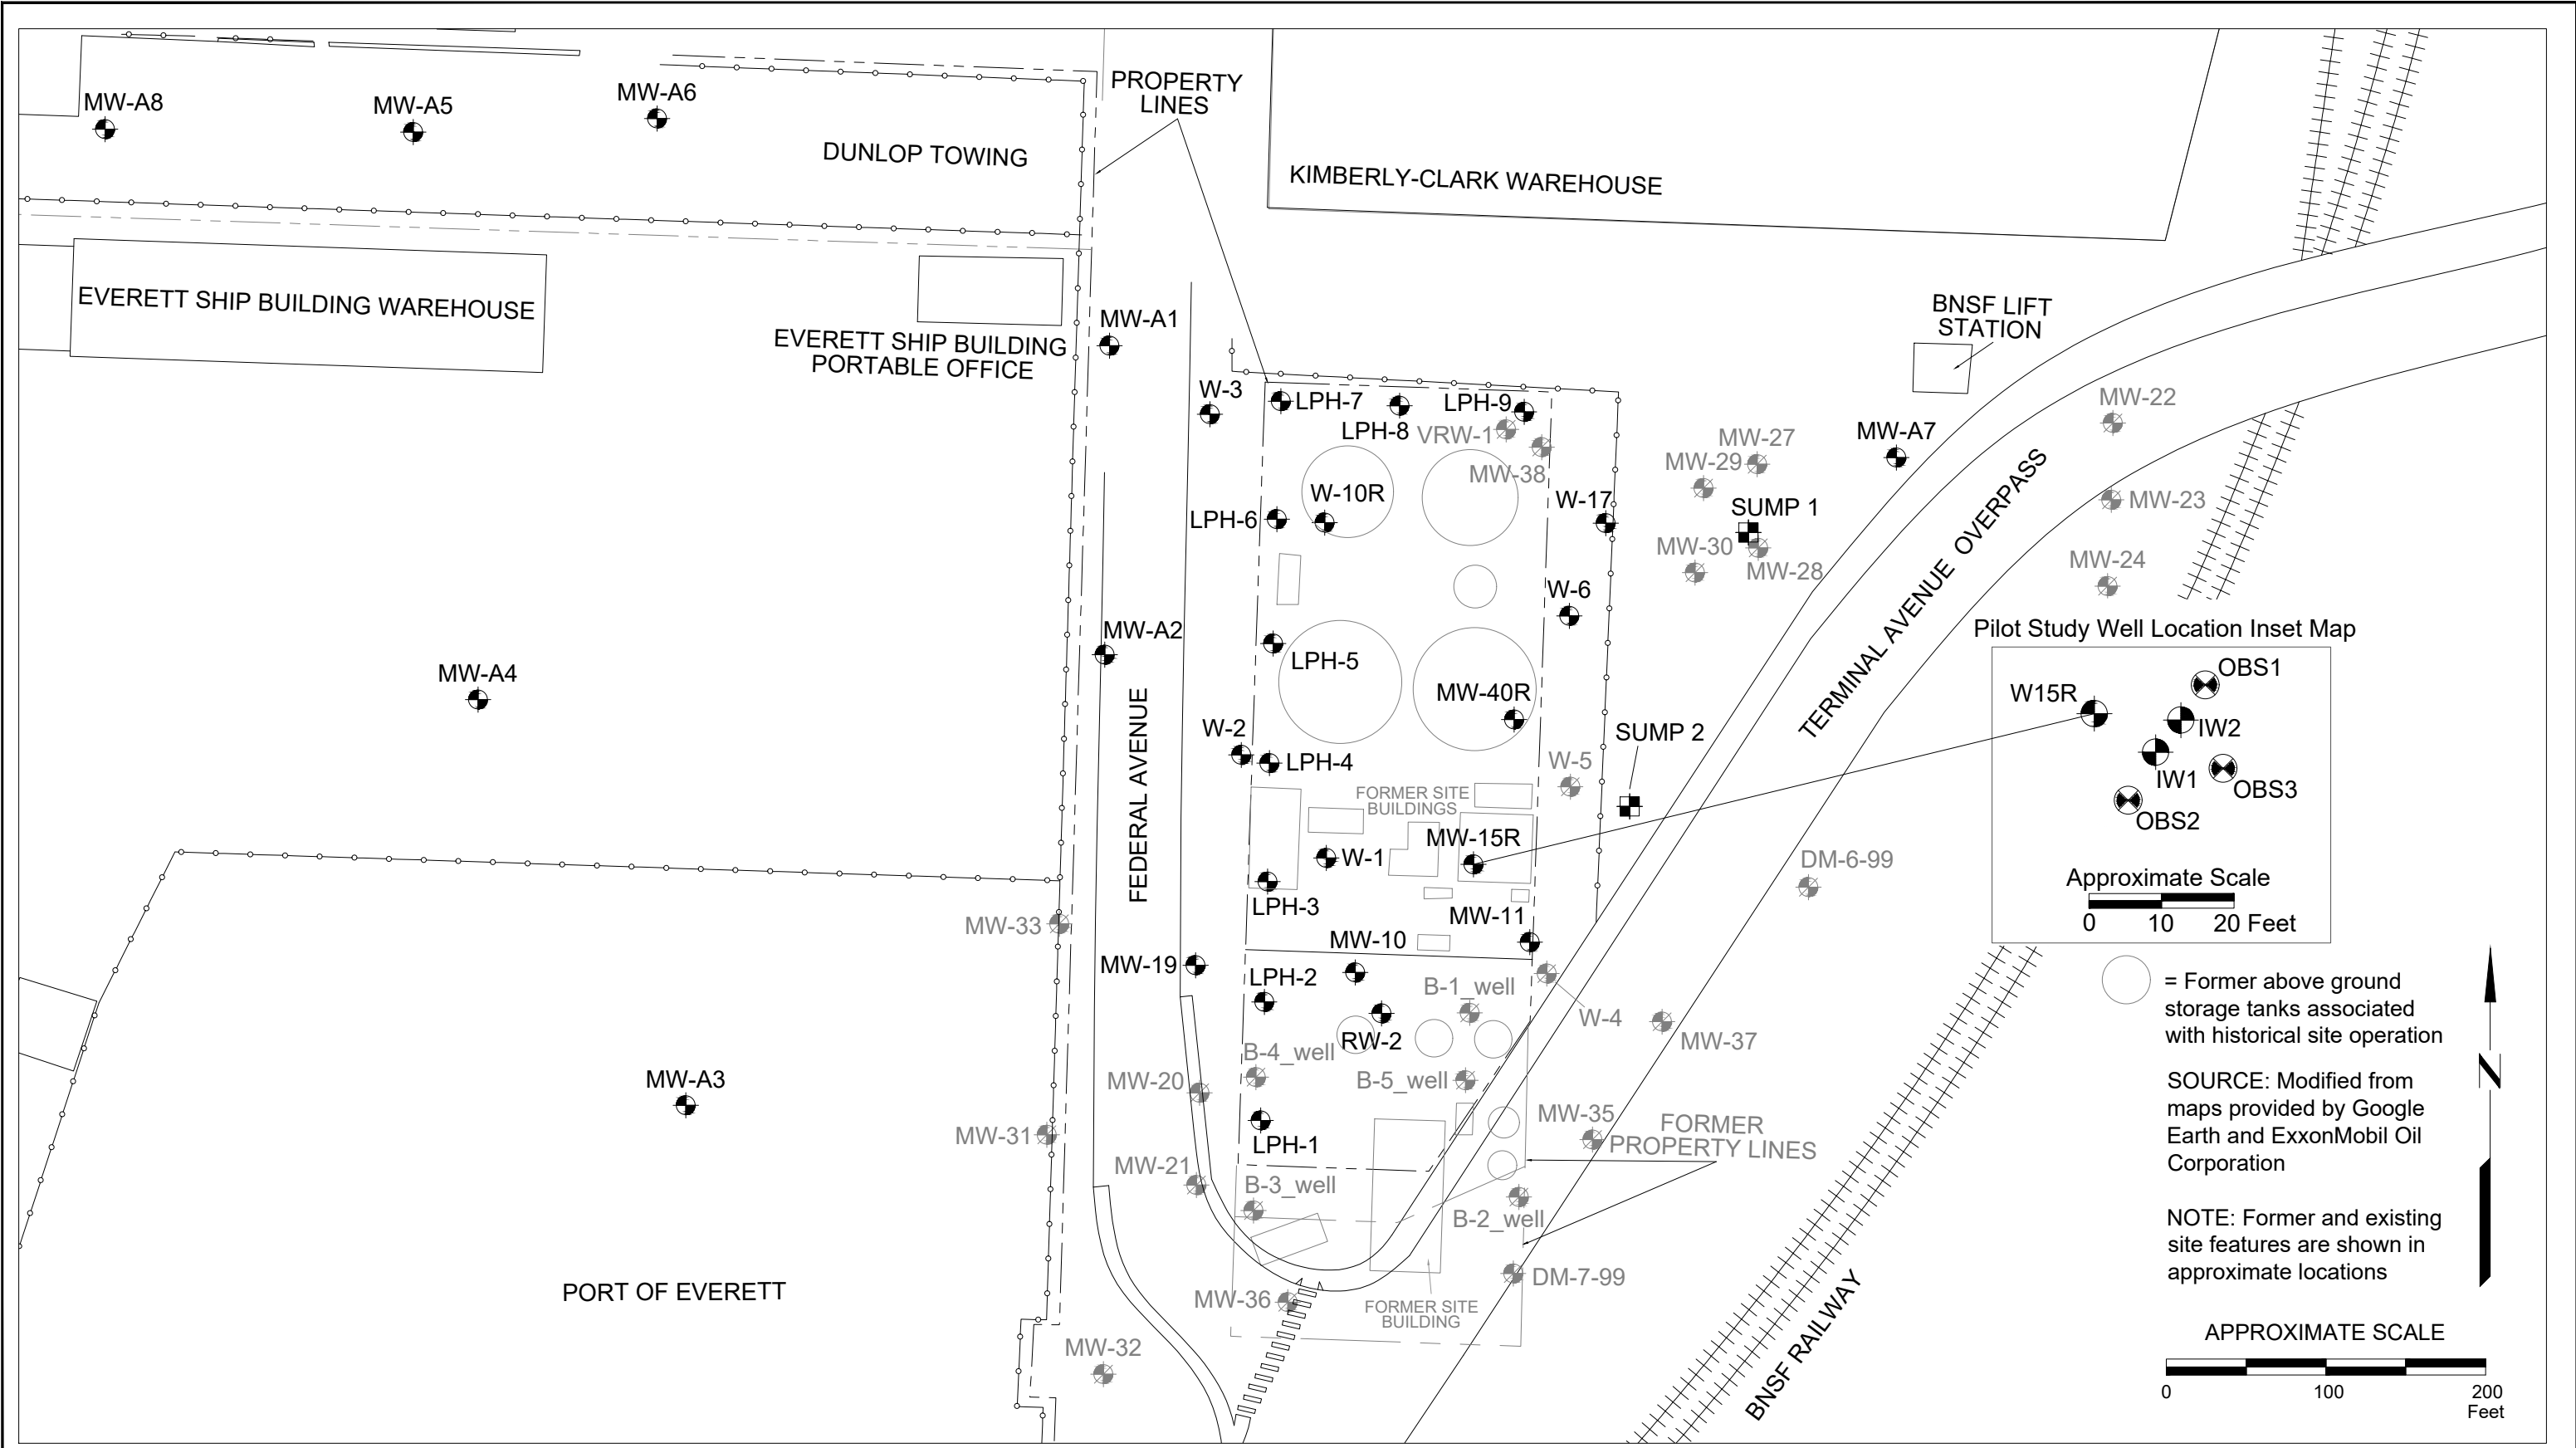 MW-A8
MW-A5
MW-A6
DUNLOP TOWING
PROPERTY
LINES
KIMBERLY-CLARK WAREHOUSE
EVERETT SHIP BUILDING WAREHOUSE
EVERETT SHIP BUILDING
PORTABLE OFFICE
MW-A1
BNSF LIFT
STATION
W-3
LPH-7
LPH-8
LPH-9
VRW-1
MW-38
MW-27
MW-29
MW-A7
MW-22
W-10R
LPH-6
W-17
SUMP 1
MW-23
MW-30
MW-28
MW-24
W-6
TERMINAL AVENUE OVERPASS
MW-A2
LPH-5
MW-A4
MW-40R
W-2
LPH-4
SUMP 2
W-5
FEDERAL AVENUE
FORMER SITE
BUILDINGS
MW-15R
W-1
LPH-3
DM-6-99
MW-11
MW-33
MW-10
MW-19
LPH-2
B-1_well
W-4
RW-2
MW-37
B-4_well
B-5_well
MW-20
MW-A3
MW-31
LPH-1
MW-35
FORMER
PROPERTY LINES
MW-21
B-3_well
B-2_well
DM-7-99
PORT OF EVERETT
MW-36
FORMER SITE
BUILDING
MW-32
BNSF RAILWAY
Pilot Study Well Location Inset Map
OBS1
W15R
IW2
IW1
OBS3
OBS2
Approximate Scale
0 10 20 Feet
= Former above ground
storage tanks associated
with historical site operation
SOURCE: Modified from
maps provided by Google
Earth and ExxonMobil Oil
Corporation
NOTE: Former and existing
site features are shown in
approximate locations
N
APPROXIMATE SCALE
0 100 200
Feet